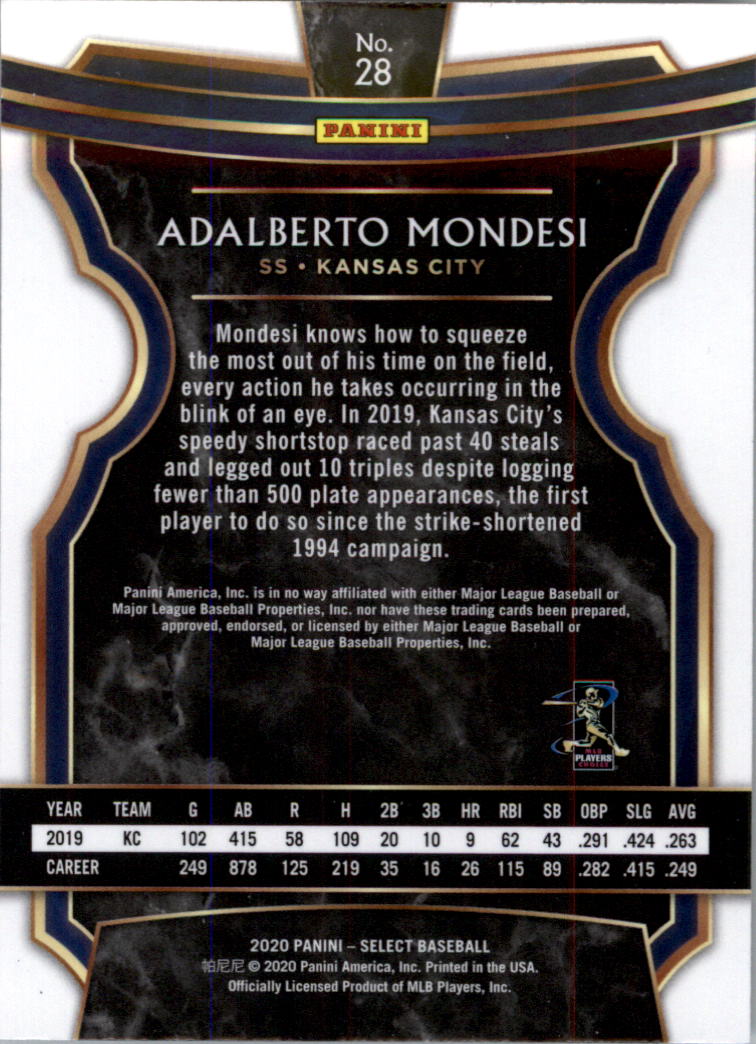 No.
28
PANINI
ADALBERTO MONDESI
SS • KANSAS CITY
Mondesi knows how to squeeze
the most out of his time on the field,
every action he takes occurring in the
blink of an eye. In 2019, Kansas City's
speedy shortstop raced past 40 steals
and legged out 10 triples despite logging
fewer than 500 plate appearances, the first
player to do so since the strike-shortened
1994 campaign.
Panini America, Inc. is in no way affiliated with either Major League Baseball or
Major League Baseball Properties, Inc. nor have these trading cards been prepared,
approved, endorsed, or licensed by either Major League Baseball or
Major League Baseball Properties, Inc.
MLB
PLAYERS
CHOICE
YEAR TEAM G AB R H 2B 3B HR RBI SB OBP SLG AVG
2019 KC 102 415 58 109 20 10 9 62 43 .291 .424 .263
CAREER 249 878 125 219 35 16 26 115 89 .282 .415 .249
2020 PANINI – SELECT BASEBALL
帕尼尼 © 2020 Panini America, Inc. Printed in the USA.
Officially Licensed Product of MLB Players, Inc.